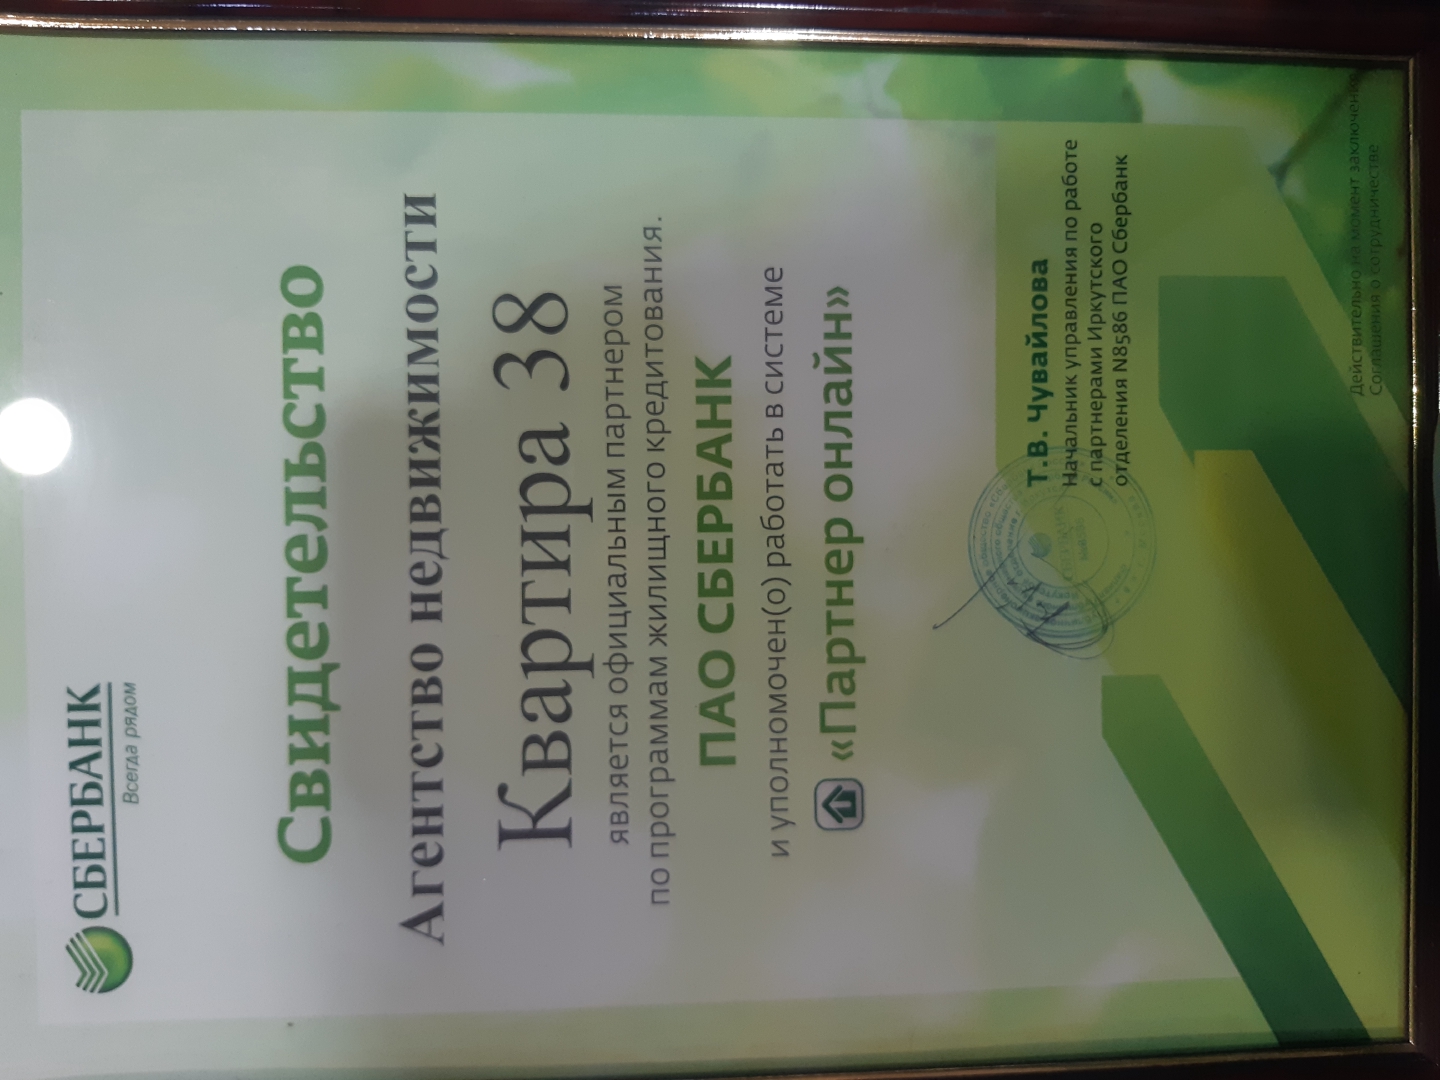 СБЕРБАНК
Всегда рядом
Свидетельство
Агентство недвижимости
Квартира 38
является официальным партнером
по программам жилищного кредитования.
ПАО СБЕРБАНК
и уполномочен(о) работать в системе
«Партнер онлайн»
Т.В. Чувайлова
Начальник управления по работе
с партнерами Иркутского
отделения N8586 ПАО Сбербанк
Действительно на момент заключения
Соглашения о сотрудничестве